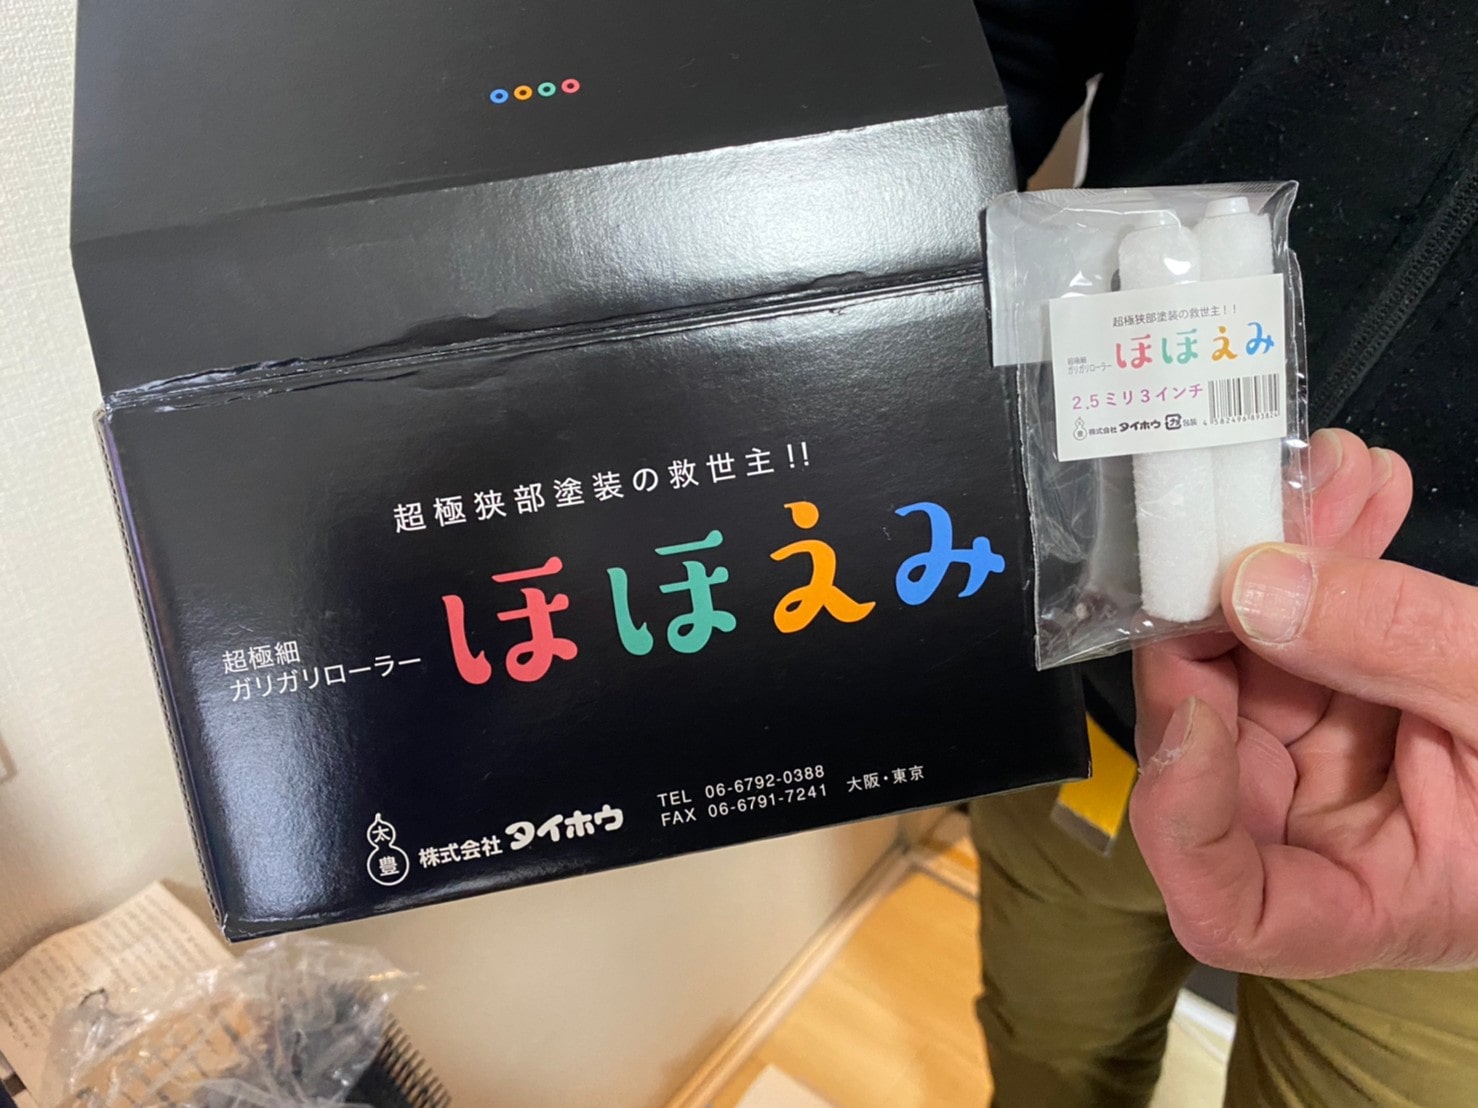 超極狭部塗装の救世主!!
超極細
ガリガリローラー
ほほえみ
太豊
株式会社 タイホウ
TEL 06-6792-0388
FAX 06-6791-7241
大阪・東京
超極狭部塗装の救世主!!
超極細
ガリガリローラー
ほほえみ
2.5ミリ3インチ
株式会社 タイホウ
包装